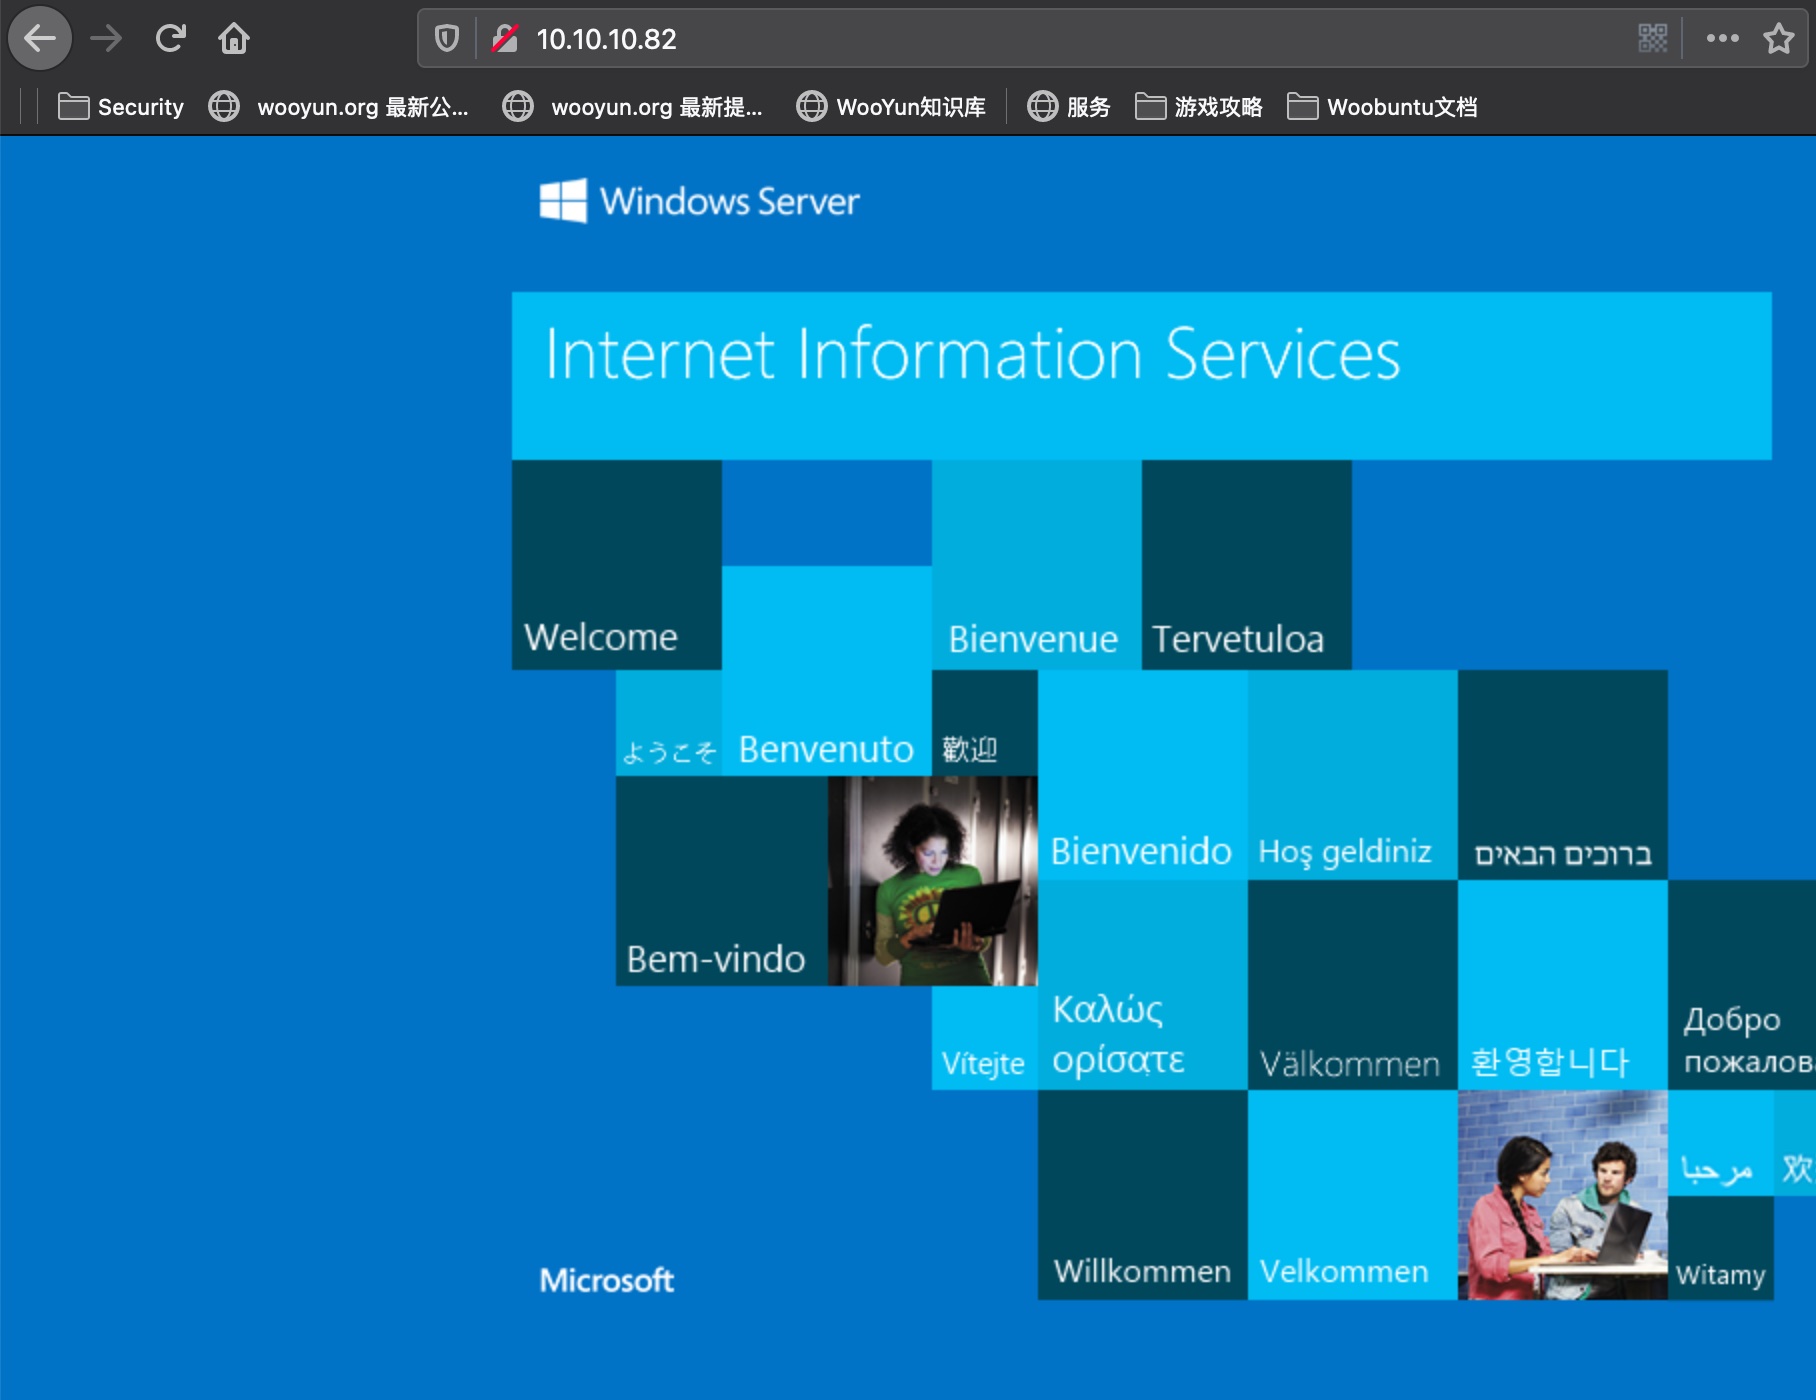 10.10.10.82
Security
wooyun.org 最新公...
wooyun.org 最新提...
WooYun知识库
服务
游戏攻略
Woobuntu文档
Windows Server
Internet Information Services
Welcome
Bienvenue
Tervetuloa
ようこそ
Benvenuto
歡迎
Bienvenido
Hoş geldiniz
ברוכים הבאים
Bem-vindo
Vítejte
Καλώς
ορίσατε
Välkommen
환영합니다
Добро
пожалов
مرحبا
欢
Willkommen
Velkommen
Witamy
Microsoft